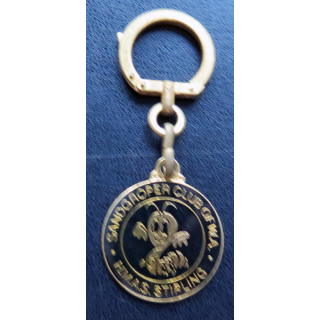 SANDGROPER CLUB OF W.A.
H.M.A.S. STIRLING